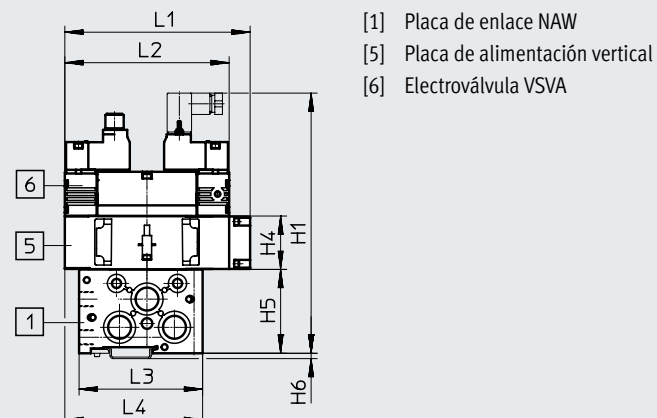 L1
L2
[1] Placa de enlace NAW
[5] Placa de alimentación vertical
[6] Electroválvula VSVA
6
5
1
H1
H4
H5
H6
L3
L4